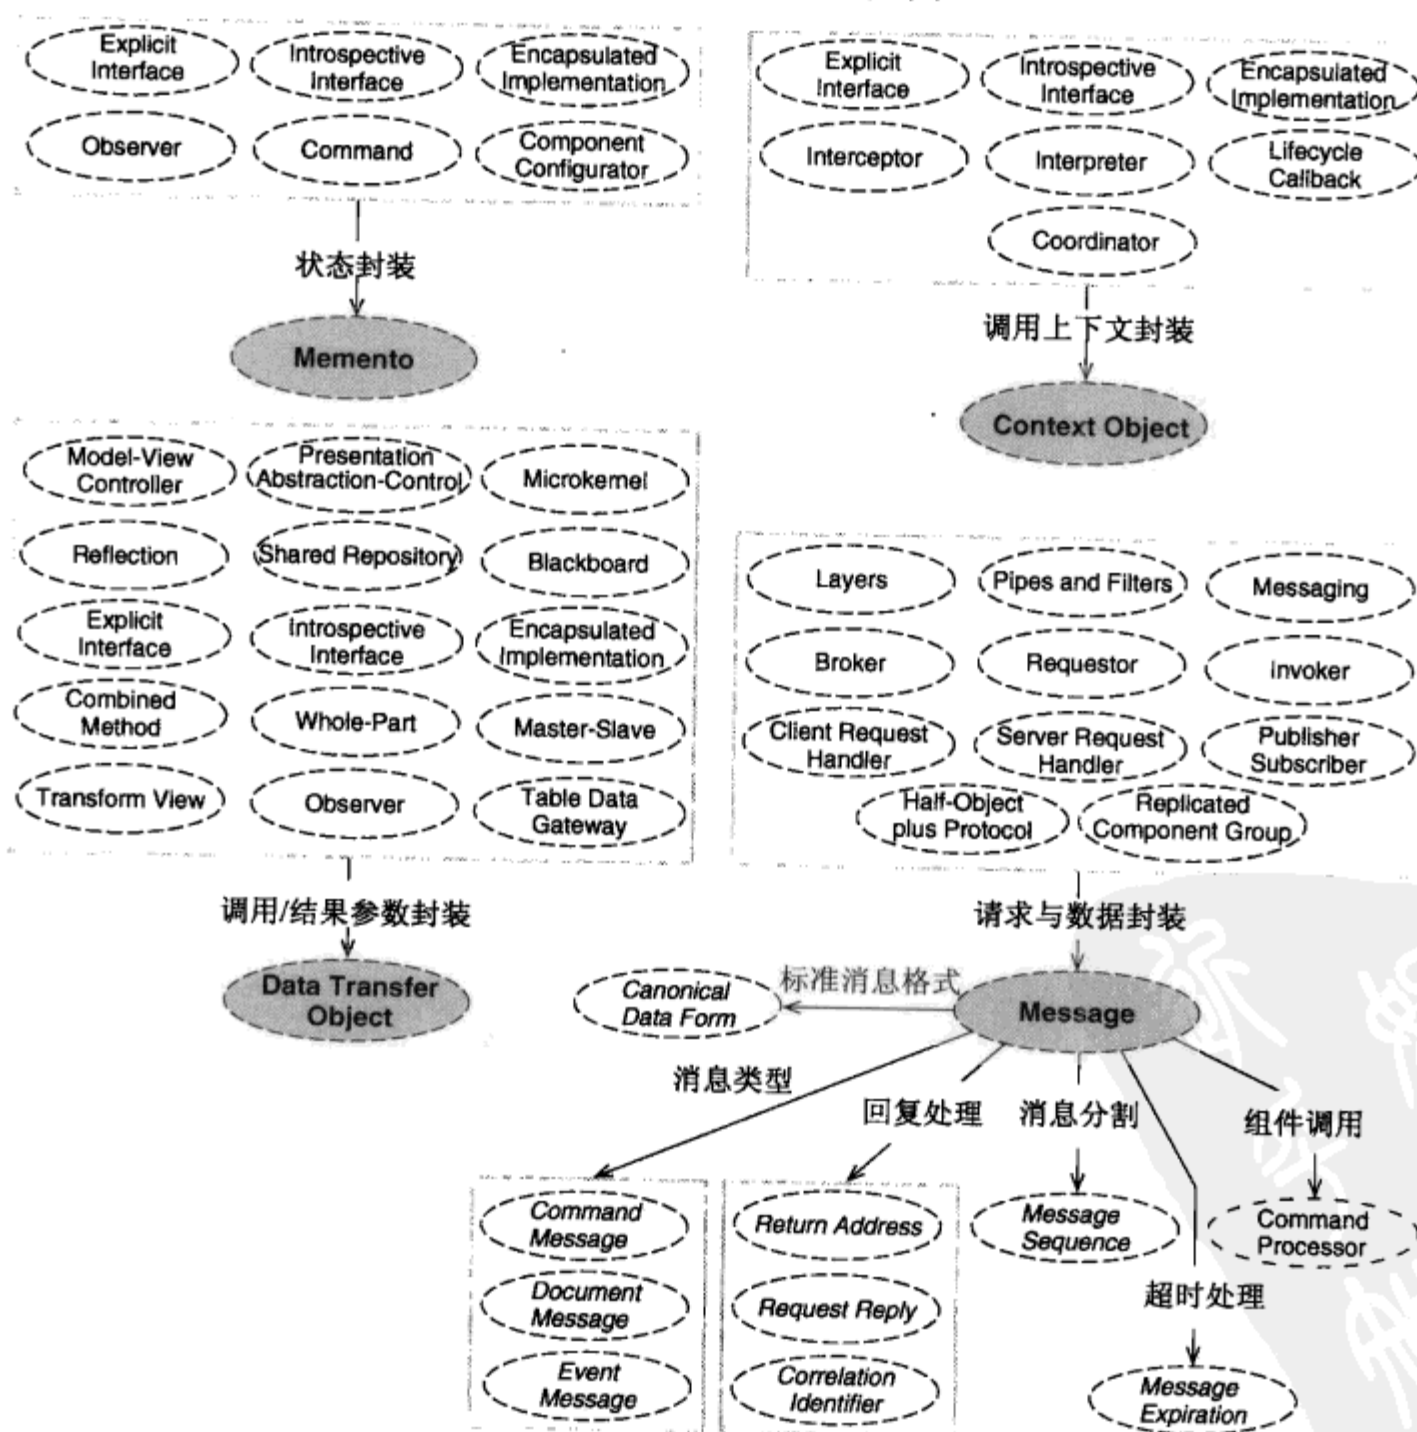 Explicit
Interface
Introspective
Interface
Encapsulated
Implementation
Observer
Command
Component
Configurator
状态封装
Memento
Explicit
Interface
Introspective
Interface
Encapsulated
Implementation
Interceptor
Interpreter
Lifecycle
Callback
Coordinator
调用上下文封装
Context Object
Model-View
Controller
Presentation
Abstraction-Control
Microkernel
Reflection
Shared Repository
Blackboard
Explicit
Interface
Introspective
Interface
Encapsulated
Implementation
Combined
Method
Whole-Part
Master-Slave
Transform View
Observer
Table Data
Gateway
调用/结果参数封装
Data Transfer
Object
Layers
Pipes and Filters
Messaging
Broker
Requestor
Invoker
Client Request
Handler
Server Request
Handler
Publisher
Subscriber
Half-Object
plus Protocol
Replicated
Component Group
请求与数据封装
Message
标准消息格式
Canonical
Data Form
消息类型
回复处理
消息分割
组件调用
Command
Message
Document
Message
Event
Message
Return Address
Request Reply
Correlation
Identifier
Message
Sequence
Command
Processor
超时处理
Message
Expiration